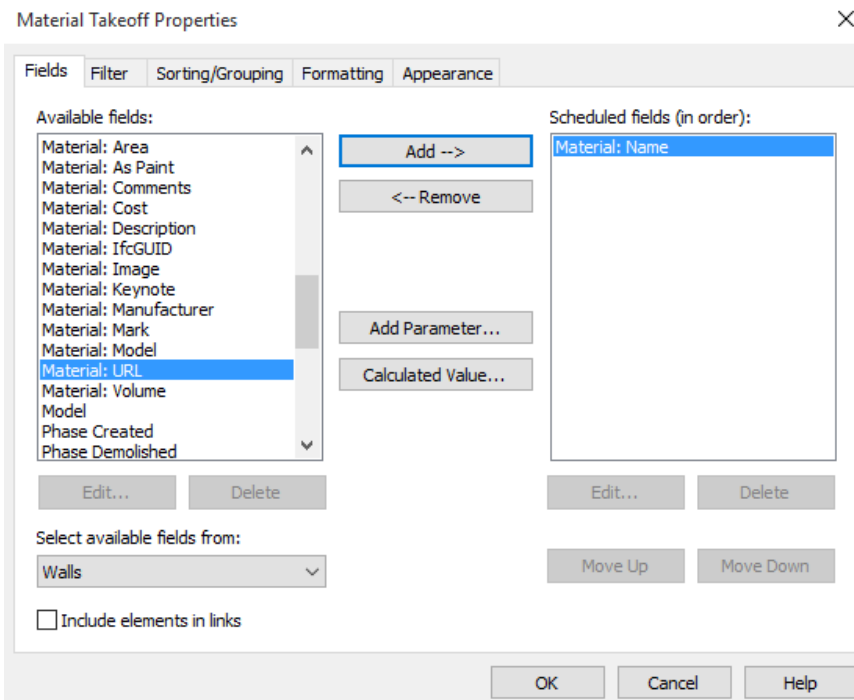 Material Takeoff Properties
Fields Filter Sorting/Grouping Formatting Appearance
Available fields:
Material: Area
Material: As Paint
Material: Comments
Material: Cost
Material: Description
Material: IfcGUID
Material: Image
Material: Keynote
Material: Manufacturer
Material: Mark
Material: Model
Material: URL
Material: Volume
Model
Phase Created
Phase Demolished
Add -->
<-- Remove
Add Parameter...
Calculated Value...
Scheduled fields (in order):
Material: Name
Edit... Delete
Edit... Delete
Select available fields from:
Walls
Move Up Move Down
Include elements in links
OK Cancel Help